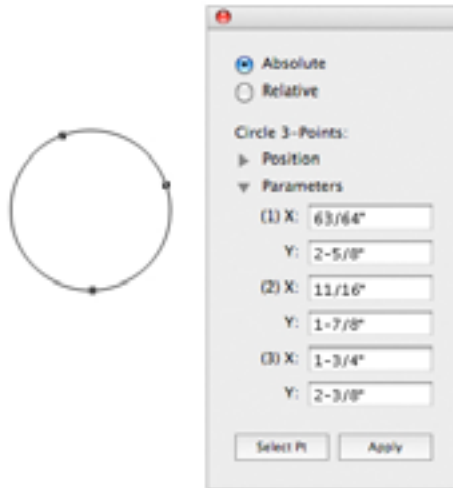 Absolute
Relative
Circle 3-Points:
Position
Parameters
(1) X: 63/64"
Y: 2-5/8"
(2) X: 11/16"
Y: 1-7/8"
(3) X: 1-3/4"
Y: 2-3/8"
Select Pt Apply